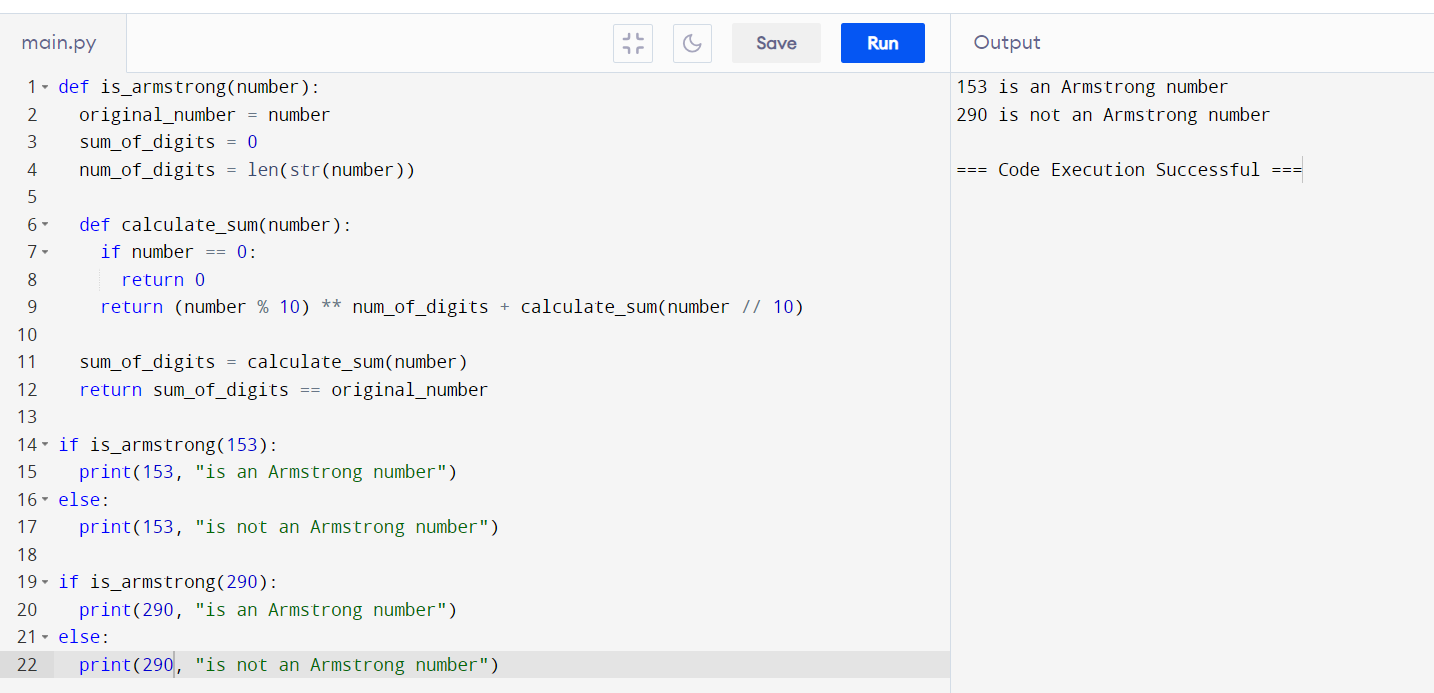 main.py
Save
Run
Output
1 def is_armstrong(number):
2   original_number = number
3   sum_of_digits = 0
4   num_of_digits = len(str(number))
5
6   def calculate_sum(number):
7     if number == 0:
8       return 0
9     return (number % 10) ** num_of_digits + calculate_sum(number // 10)
10
11   sum_of_digits = calculate_sum(number)
12   return sum_of_digits == original_number
13
14 if is_armstrong(153):
15   print(153, "is an Armstrong number")
16 else:
17   print(153, "is not an Armstrong number")
18
19 if is_armstrong(290):
20   print(290, "is an Armstrong number")
21 else:
22   print(290, "is not an Armstrong number")
153 is an Armstrong number
290 is not an Armstrong number
=== Code Execution Successful ===